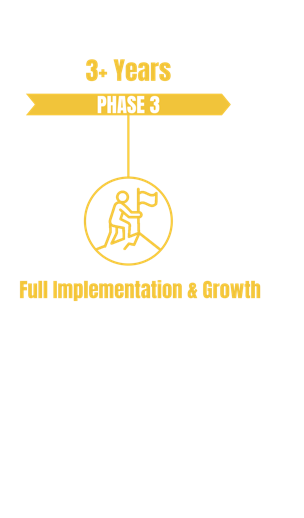 3+ Years
PHASE 3
Full Implementation & Growth